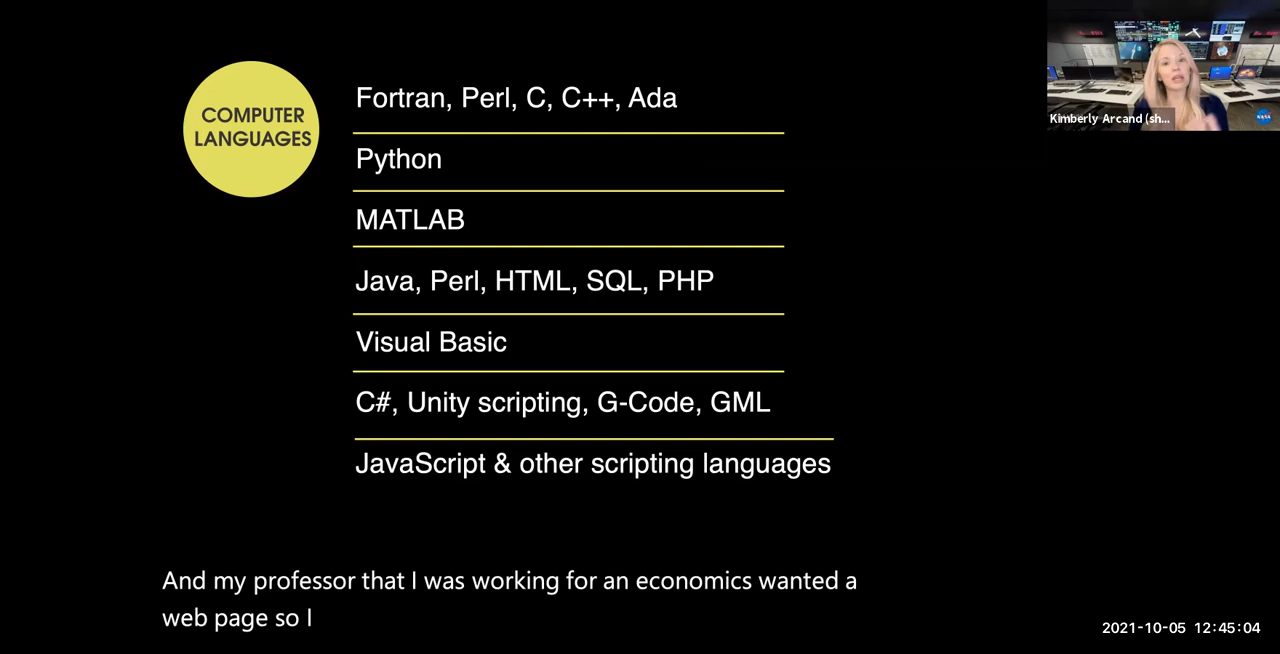 COMPUTER
LANGUAGES
Fortran, Perl, C, C++, Ada
Python
MATLAB
Java, Perl, HTML, SQL, PHP
Visual Basic
C#, Unity scripting, G-Code, GML
JavaScript & other scripting languages
Kimberly Arcand (sh...
NASA
And my professor that I was working for an economics wanted a
web page so I
2021-10-05 12:45:04